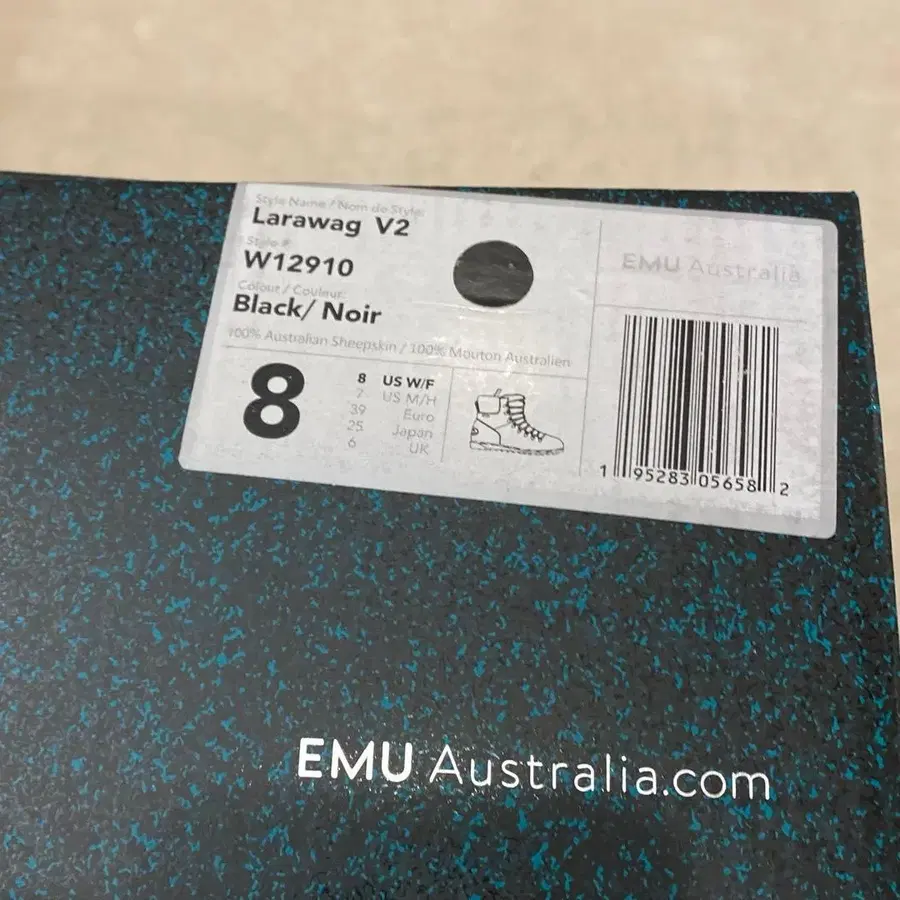 Style Name / Nom de Style:
Larawag V2
Style #:
W12910
Colour / Couleur:
Black/ Noir
100% Australian Sheepskin / 100% Mouton Australien
8
8 US W/F
7 US M/H
39 Euro
25 Japan
6 UK
EMU Australia
1 95283 05658 2
EMU Australia.com